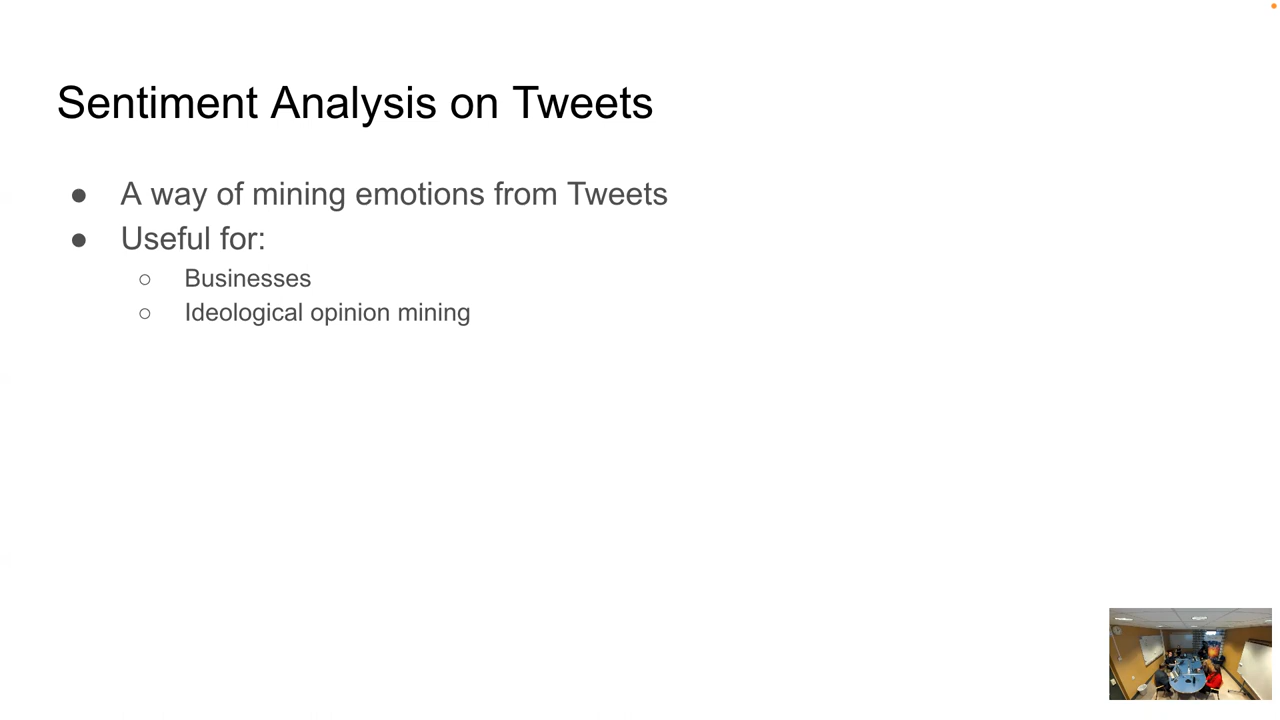 Sentiment Analysis on Tweets
● A way of mining emotions from Tweets
● Useful for:
○ Businesses
○ Ideological opinion mining